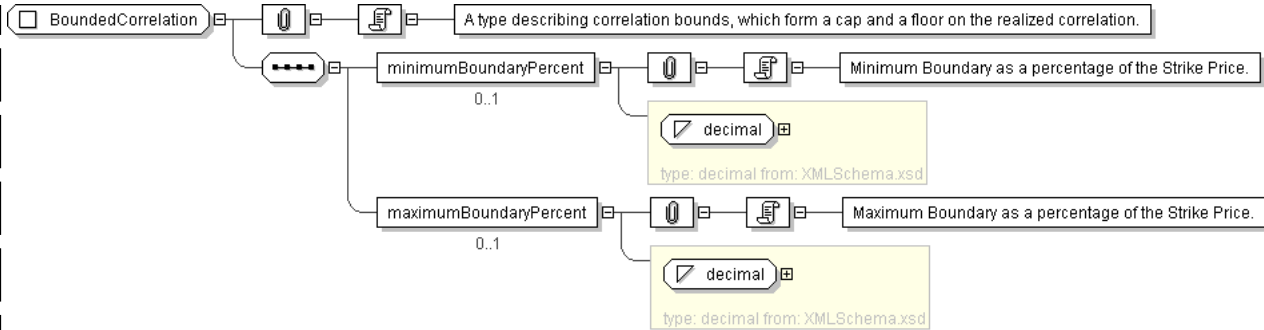 BoundedCorrelation
A type describing correlation bounds, which form a cap and a floor on the realized correlation.
minimumBoundaryPercent
Minimum Boundary as a percentage of the Strike Price.
0..1
decimal
type: decimal from: XMLSchema.xsd
maximumBoundaryPercent
Maximum Boundary as a percentage of the Strike Price.
0..1
decimal
type: decimal from: XMLSchema.xsd